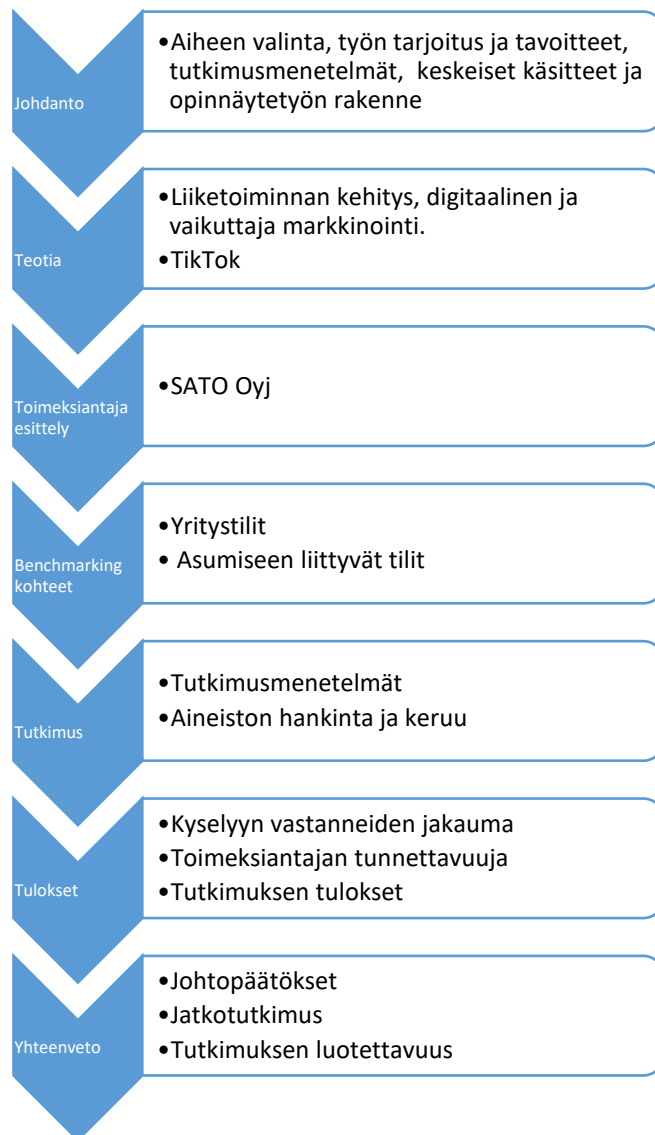 Johdanto
•Aiheen valinta, työn tarjoitus ja tavoitteet,
tutkimusmenetelmät, keskeiset käsitteet ja
opinnäytetyön rakenne
Teotia
•Liiketoiminnan kehitys, digitaalinen ja
vaikuttaja markkinointi.
•TikTok
Toimeksiantaja
esittely
•SATO Oyj
Benchmarking
kohteet
•Yritystilit
• Asumiseen liittyvät tilit
Tutkimus
•Tutkimusmenetelmät
•Aineiston hankinta ja keruu
Tulokset
•Kyselyyn vastanneiden jakauma
•Toimeksiantajan tunnettavuuja
•Tutkimuksen tulokset
Yhteenveto
•Johtopäätökset
•Jatkotutkimus
•Tutkimuksen luotettavuus